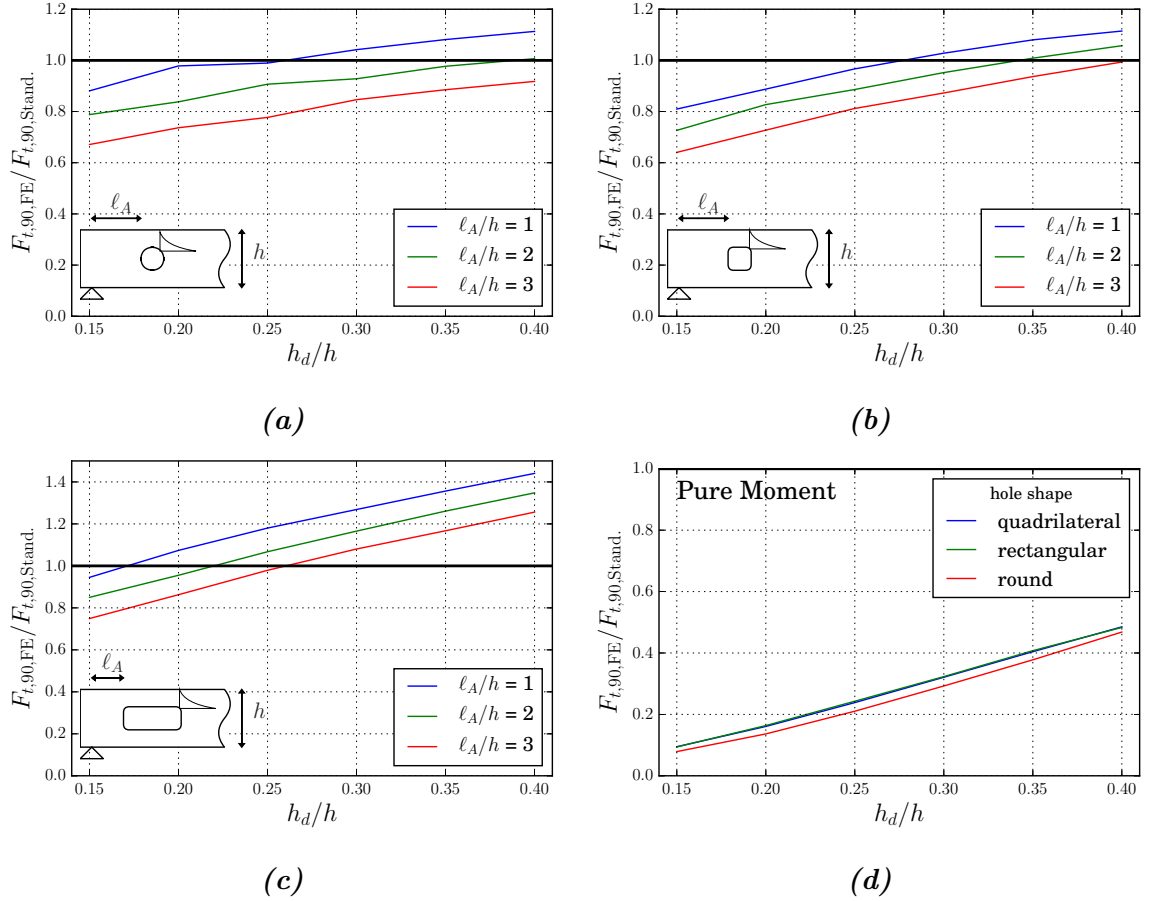 1.2
1.0
0.8
0.6
0.4
0.2
0.0
F_{t,90,FE}/F_{t,90,Stand.}
ℓ_A
h
ℓ_A/h = 1
ℓ_A/h = 2
ℓ_A/h = 3
0.15 0.20 0.25 0.30 0.35 0.40
h_d/h
(a)
1.2
1.0
0.8
0.6
0.4
0.2
0.0
F_{t,90,FE}/F_{t,90,Stand.}
ℓ_A
h
ℓ_A/h = 1
ℓ_A/h = 2
ℓ_A/h = 3
0.15 0.20 0.25 0.30 0.35 0.40
h_d/h
(b)
1.4
1.2
1.0
0.8
0.6
0.4
0.2
0.0
F_{t,90,FE}/F_{t,90,Stand.}
ℓ_A
h
ℓ_A/h = 1
ℓ_A/h = 2
ℓ_A/h = 3
0.15 0.20 0.25 0.30 0.35 0.40
h_d/h
(c)
1.0
0.8
0.6
0.4
0.2
0.0
F_{t,90,FE}/F_{t,90,Stand.}
Pure Moment
hole shape
quadrilateral
rectangular
round
0.15 0.20 0.25 0.30 0.35 0.40
h_d/h
(d)